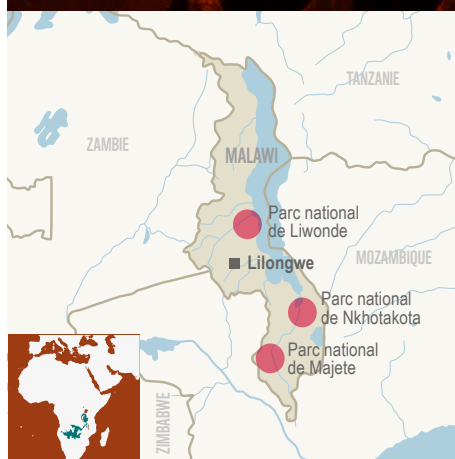 TANZANIE
ZAMBIE
MALAWI
Parc national
de Liwonde
MOZAMBIQUE
Lilongwe
Parc national
de Nkhotakota
Parc national
de Majete
ZIMBABWE